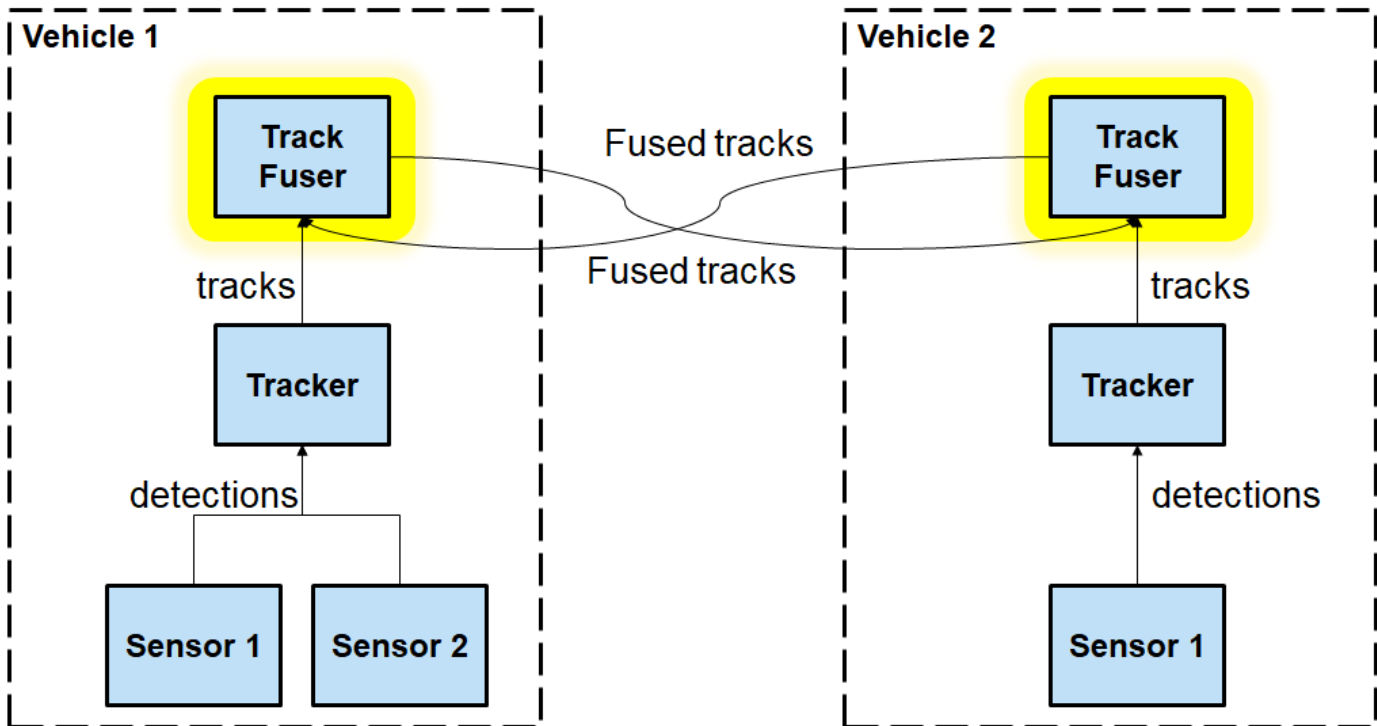 Vehicle 1
Vehicle 2
Track
Fuser
Fused tracks
Track
Fuser
Fused tracks
tracks
tracks
Tracker
Tracker
detections
detections
Sensor 1
Sensor 2
Sensor 1